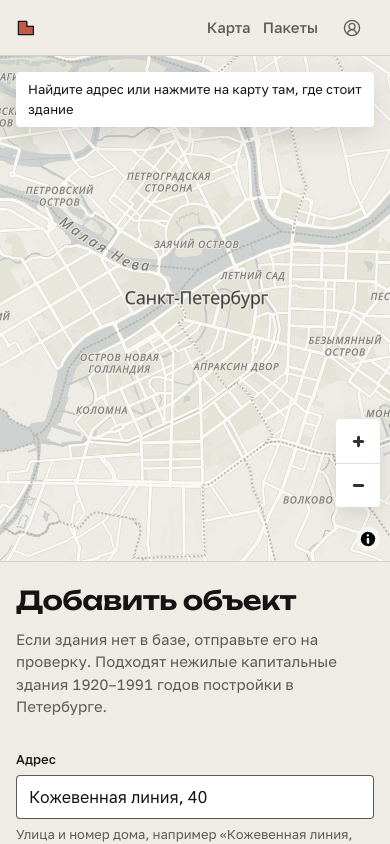 Карта Пакеты
Найдите адрес или нажмите на карту там, где стоит
здание
ПЕТРОГРАДСКАЯ
СТОРОНА
ПЕТРОВСКИЙ
ОСТРОВ
Малая Нева
ЗАЯЧИЙ ОСТРОВ
ЛЕТНИЙ САД
Санкт-Петербург
БЕЗЫМЯННЫЙ
ОСТРОВ
ОСТРОВ НОВАЯ
ГОЛЛАНДИЯ
АПРАКСИН ДВОР
КОЛОМНА
ВОЛКОВО
Добавить объект
Если здания нет в базе, отправьте его на
проверку. Подходят нежилые капитальные
здания 1920–1991 годов постройки в
Петербурге.
Адрес
Кожевенная линия, 40
Улица и номер дома, например «Кожевенная линия,